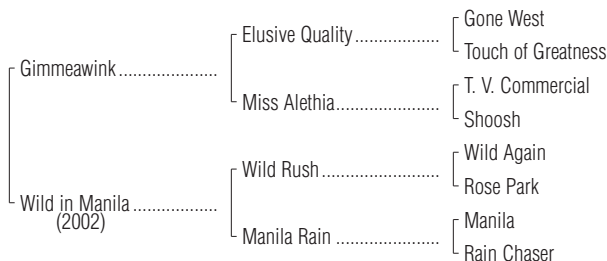 Gone West
Elusive Quality ..................
Touch of Greatness
Gimmeawink .....................
T. V. Commercial
Miss Alethia ......................
Shoosh
Wild Again
Wild Rush .........................
Rose Park
Wild in Manila ..................
(2002)
Manila
Manila Rain ......................
Rain Chaser